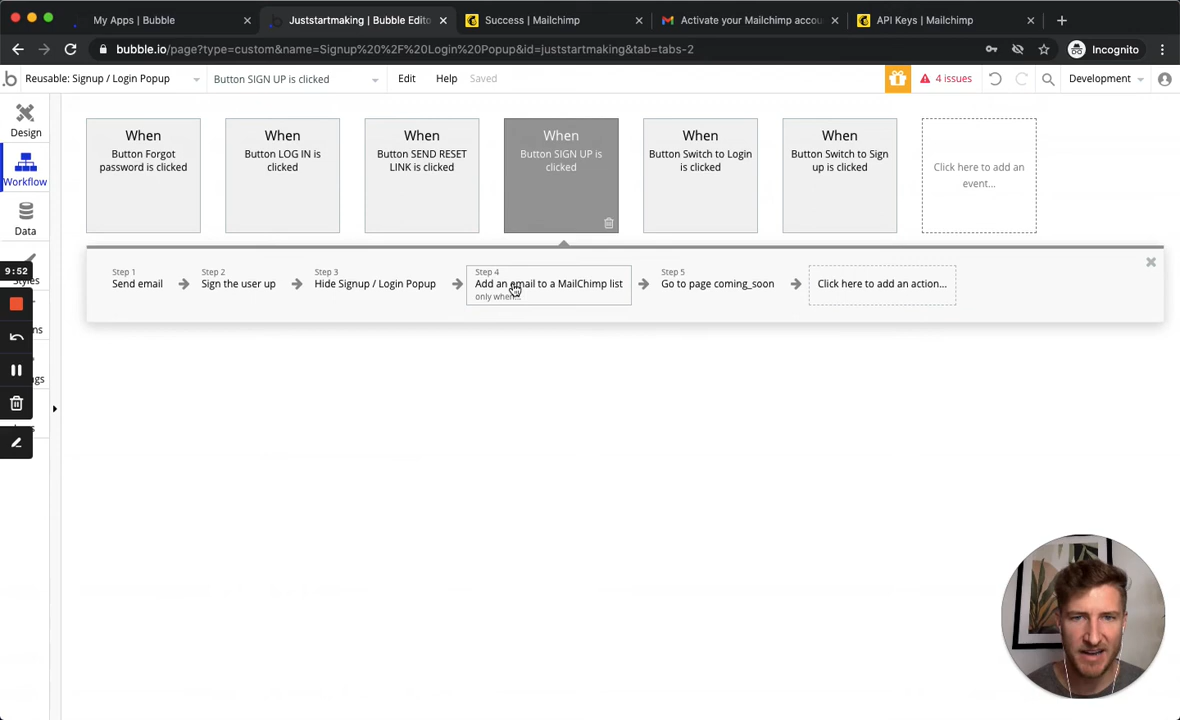 My Apps | Bubble
Juststartmaking | Bubble Edito
Success | Mailchimp
Activate your Mailchimp accou
API Keys | Mailchimp
bubble.io/page?type=custom&name=Signup%20%2F%20Login%20Popup&id=juststartmaking&tab=tabs-2
Incognito
Reusable: Signup / Login Popup
Button SIGN UP is clicked
Edit
Help
Saved
4 issues
Development
Design
Workflow
Data
Styles
9:52
When
Button Forgot
password is clicked
When
Button LOG IN is
clicked
When
Button SEND RESET
LINK is clicked
When
Button SIGN UP is
clicked
When
Button Switch to Login
is clicked
When
Button Switch to Sign
up is clicked
Click here to add an
event...
Step 1
Send email
Step 2
Sign the user up
Step 3
Hide Signup / Login Popup
Step 4
Add an email to a MailChimp list
only when...
Step 5
Go to page coming_soon
Click here to add an action...